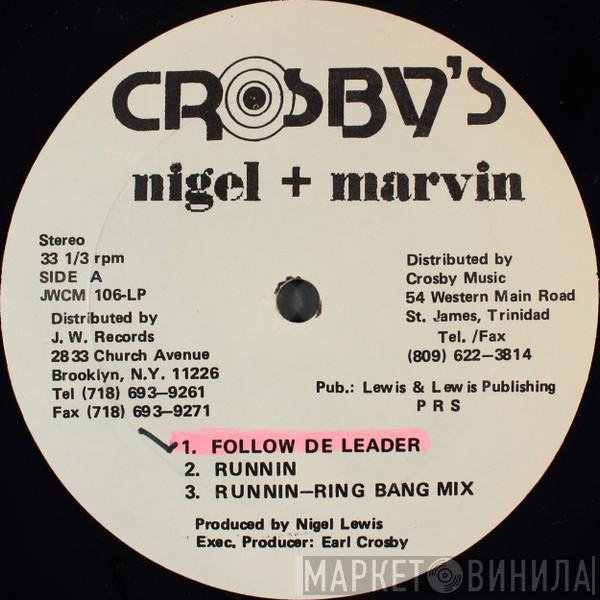 CROSBY'S
nigel + marvin
Stereo
33 1/3 rpm
SIDE A
JWCM 106-LP
Distributed by
J. W. Records
2833 Church Avenue
Brooklyn, N.Y. 11226
Tel (718) 693-9261
Fax (718) 693-9271
Distributed by
Crosby Music
54 Western Main Road
St. James, Trinidad
Tel. /Fax
(809) 622-3814
Pub.: Lewis & Lewis Publishing
P R S
1. FOLLOW DE LEADER
2. RUNNIN
3. RUNNIN-RING BANG MIX
Produced by Nigel Lewis
Exec. Producer: Earl Crosby
МАРКЕТ ВИНИЛА